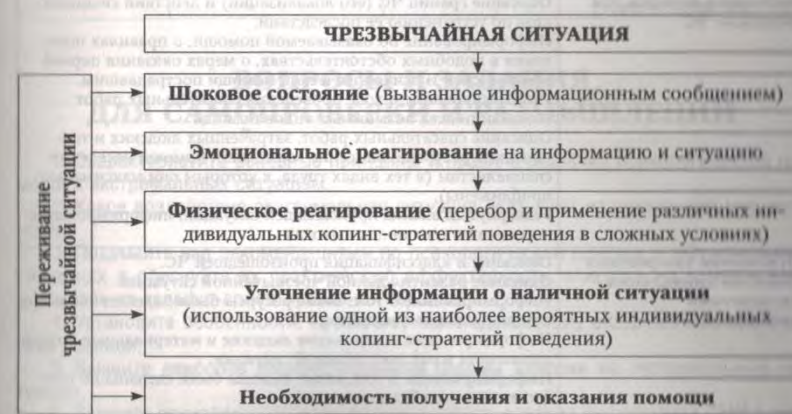 ЧРЕЗВЫЧАЙНАЯ СИТУАЦИЯ
Переживание
чрезвычайной ситуации
Шоковое состояние (вызванное информационным сообщением)
Эмоциональное реагирование на информацию и ситуацию
Физическое реагирование (перебор и применение различных ин-
дивидуальных копинг-стратегий поведения в сложных условиях)
Уточнение информации о наличной ситуации
(использование одной из наиболее вероятных индивидуальных
копинг-стратегий поведения)
Необходимость получения и оказания помощи